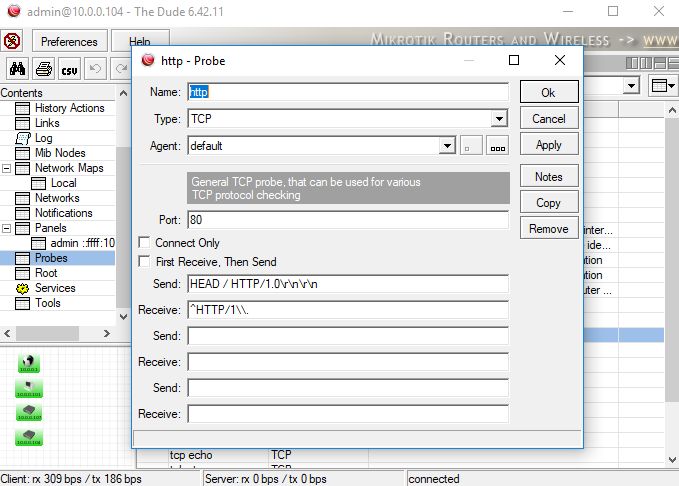 admin@10.0.0.104 - The Dude 6.42.11
Preferences
Help
MIKROTIK ROUTERS AND WIRELESS -> www
CSV
Contents
History Actions
Links
Log
Mib Nodes
Network Maps
Local
Networks
Notifications
Panels
admin :ffff:10
Probes
Root
Services
Tools
http - Probe
Name: http
Type: TCP
Agent: default
General TCP probe, that can be used for various
TCP protocol checking
Port: 80
Connect Only
First Receive, Then Send
Send: HEAD / HTTP/1.0\r\n\r\n
Receive: ^HTTP/1\\.
Send:
Receive:
Send:
Receive:
Ok
Cancel
Apply
Notes
Copy
Remove
inter...
ide...
ation
ation
uter ...
tcp echo TCP
Client: rx 309 bps / tx 186 bps
Server: rx 0 bps / tx 0 bps
connected